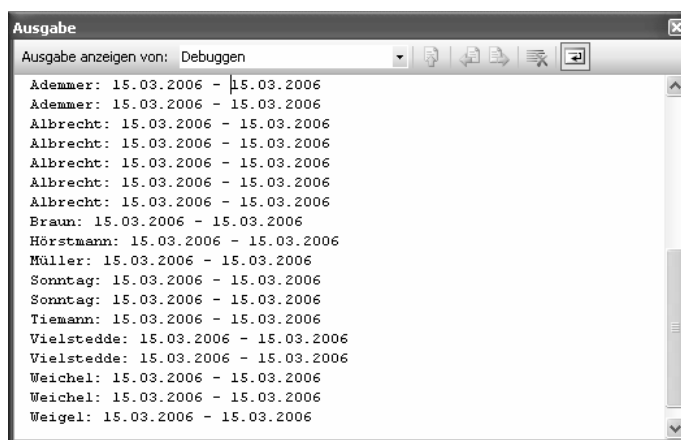 Ausgabe
Ausgabe anzeigen von: Debuggen
Ademmer: 15.03.2006 - 15.03.2006
Ademmer: 15.03.2006 - 15.03.2006
Albrecht: 15.03.2006 - 15.03.2006
Albrecht: 15.03.2006 - 15.03.2006
Albrecht: 15.03.2006 - 15.03.2006
Albrecht: 15.03.2006 - 15.03.2006
Albrecht: 15.03.2006 - 15.03.2006
Braun: 15.03.2006 - 15.03.2006
Hörstmann: 15.03.2006 - 15.03.2006
Müller: 15.03.2006 - 15.03.2006
Sonntag: 15.03.2006 - 15.03.2006
Sonntag: 15.03.2006 - 15.03.2006
Tiemann: 15.03.2006 - 15.03.2006
Vielstedde: 15.03.2006 - 15.03.2006
Vielstedde: 15.03.2006 - 15.03.2006
Weichel: 15.03.2006 - 15.03.2006
Weichel: 15.03.2006 - 15.03.2006
Weigel: 15.03.2006 - 15.03.2006